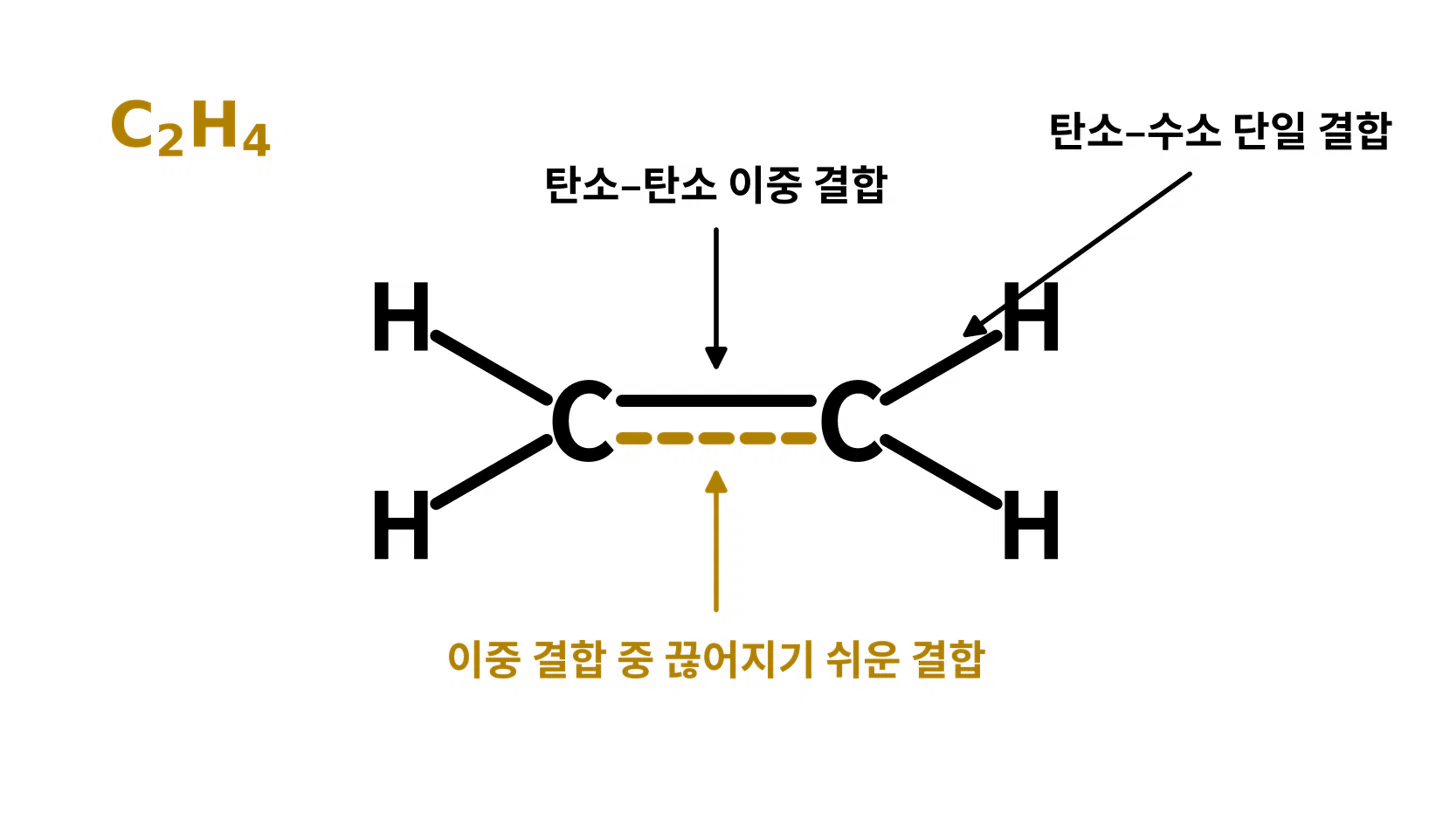 C₂H₄
탄소–수소 단일 결합
탄소–탄소 이중 결합
H H
C C
H H
이중 결합 중 끊어지기 쉬운 결합